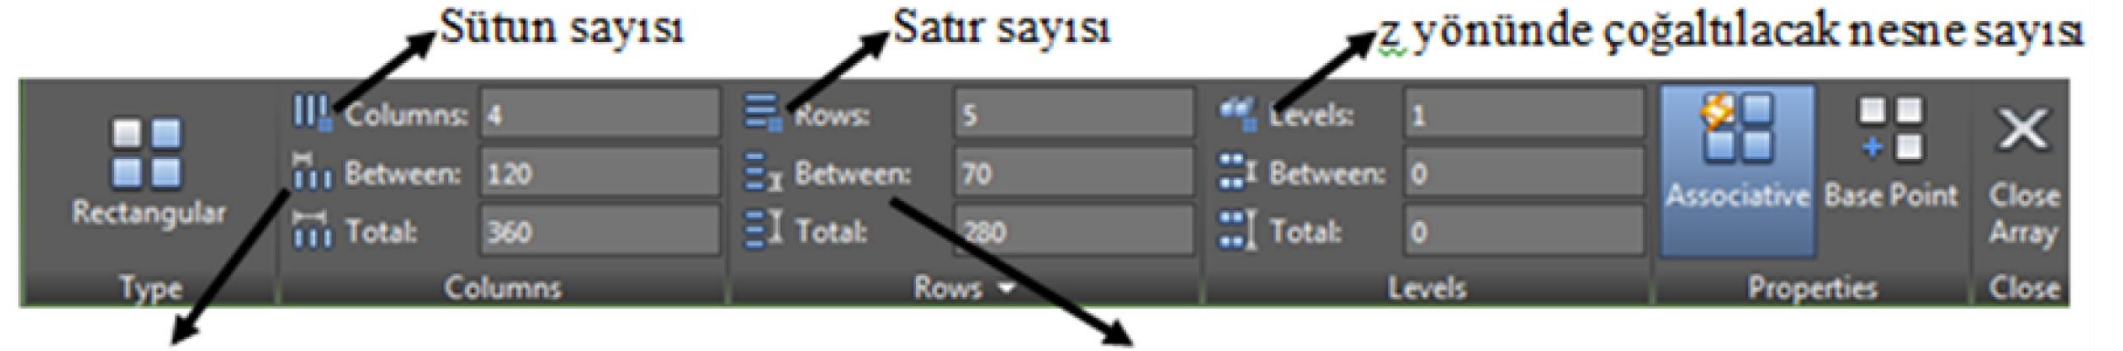 Sütun sayısı
Satır sayısı
z yönünde çoğaltılacak nesne sayısı
Rectangular
Type
Columns: 4
Between: 120
Total: 360
Columns
Rows: 5
Between: 70
Total: 280
Rows
Levels: 1
Between: 0
Total: 0
Levels
Associative
Base Point
Properties
Close
Array
Close